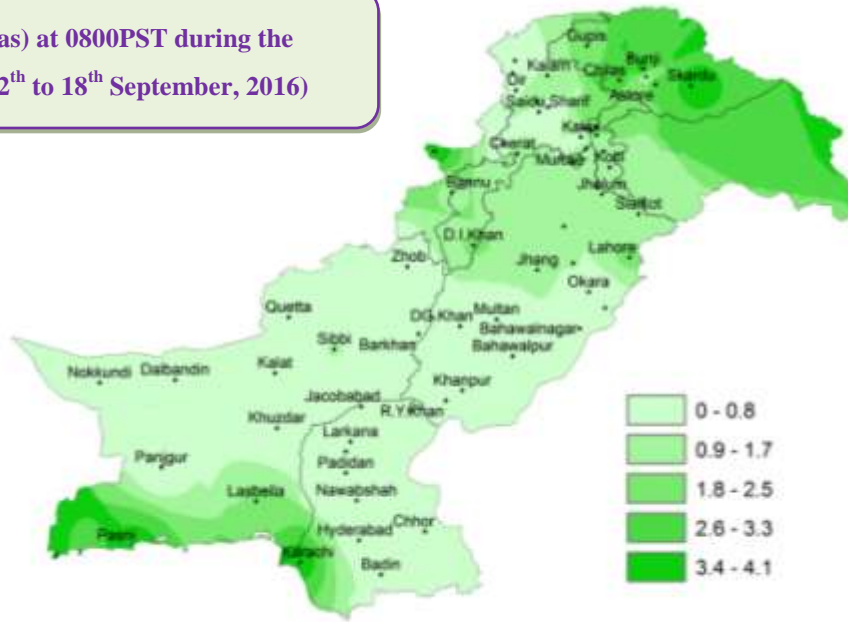 as) at 0800PST during the
2th to 18th September, 2016)
Gupis
Kalam
Bunji
Chilas
Skardu
Dir
Astore
Saidu Sharif
Kakul
Cherat
Murree
Kotli
Bannu
Jhelum
Sialkot
D.I.Khan
Lahore
Zhob
Jhang
Okara
Quetta
DG.Khan
Multan
Bahawalnagar
Sibbi
Barkhan
Bahawalpur
Nokkundi
Dalbandin
Kalat
Khanpur
Jacobabad
R.Y.Khan
Khuzdar
Larkana
Panjgur
Padidan
Lasbella
Nawabshah
Pasni
Hyderabad
Chhor
Karachi
Badin
0 - 0.8
0.9 - 1.7
1.8 - 2.5
2.6 - 3.3
3.4 - 4.1